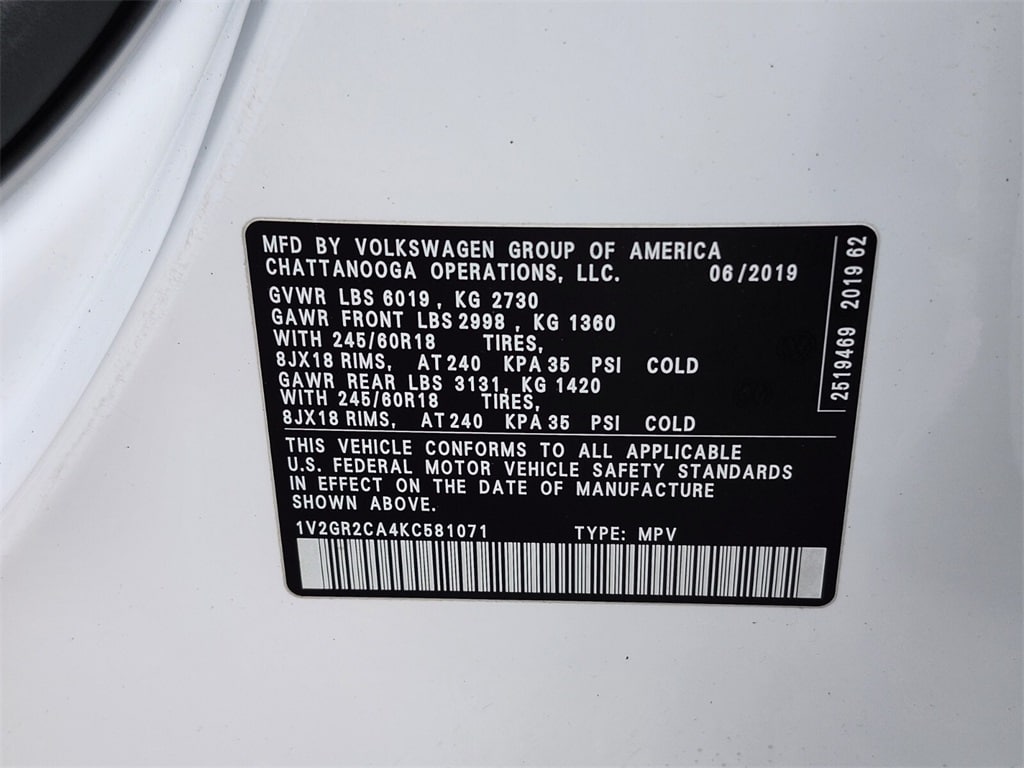 MFD BY VOLKSWAGEN GROUP OF AMERICA
CHATTANOOGA OPERATIONS, LLC. 06/2019
GVWR LBS 6019, KG 2730
GAWR FRONT LBS 2998, KG 1360
WITH 245/60R18 TIRES,
8JX18 RIMS, AT 240 KPA 35 PSI COLD
GAWR REAR LBS 3131, KG 1420
WITH 245/60R18 TIRES,
8JX18 RIMS, AT 240 KPA 35 PSI COLD
THIS VEHICLE CONFORMS TO ALL APPLICABLE
U.S. FEDERAL MOTOR VEHICLE SAFETY STANDARDS
IN EFFECT ON THE DATE OF MANUFACTURE
SHOWN ABOVE.
1V2GR2CA4KC581071 TYPE: MPV
2519469 2019 62